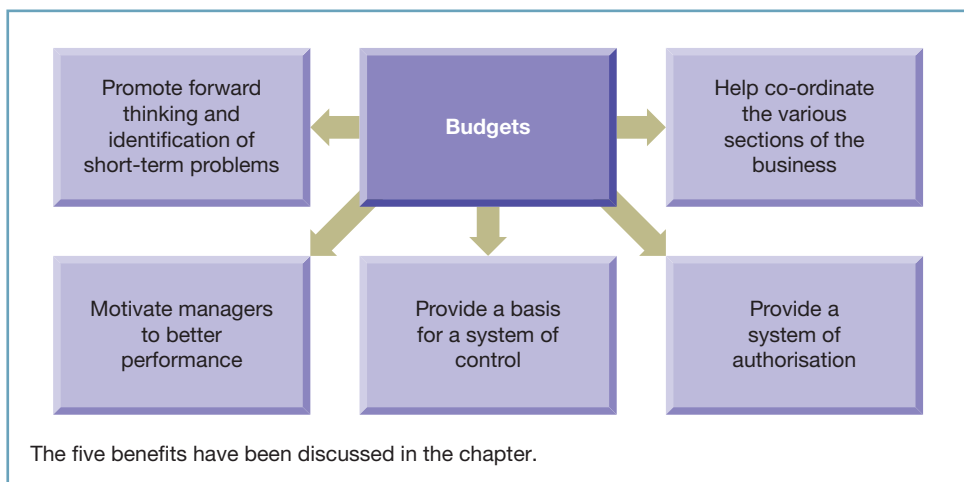 Promote forward
thinking and
identification of
short-term problems
Budgets
Help co-ordinate
the various
sections of the
business
Motivate managers
to better
performance
Provide a basis
for a system of
control
Provide a
system of
authorisation
The five benefits have been discussed in the chapter.